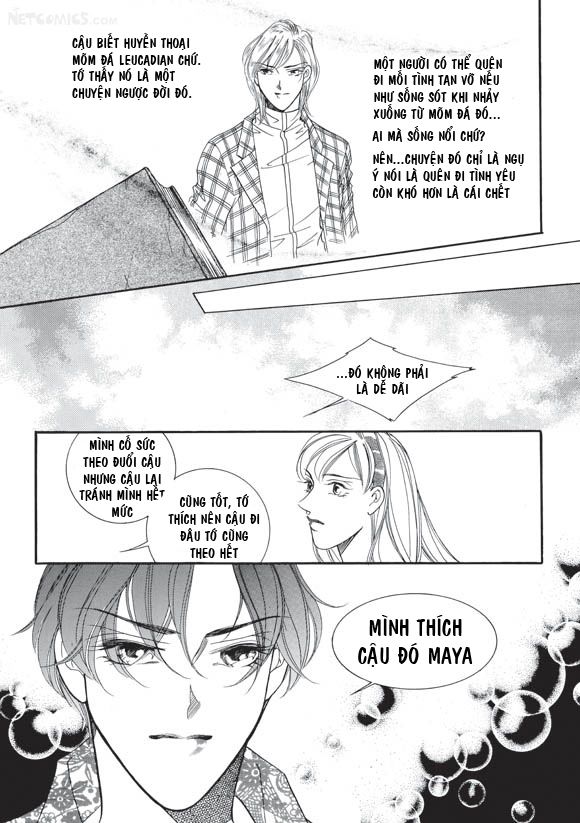 NETCOMICS.COM
CẬU BIẾT HUYỀN THOẠI
MÕM ĐÁ LEUCADIAN CHỨ.
TỚ THẤY NÓ LÀ MỘT
CHUYỆN NGƯỢC ĐỜI ĐÓ.
MỘT NGƯỜI CÓ THỂ QUÊN
ĐI MỐI TÌNH TAN VỠ NẾU
NHƯ SỐNG SÓT KHI NHẢY
XUỐNG TỪ MÕM ĐÁ ĐÓ...
AI MÀ SỐNG NỔI CHỨ?
NÊN...CHUYỆN ĐÓ CHỈ LÀ NGỤ
Ý NÓI LÀ QUÊN ĐI TÌNH YÊU
CÒN KHÓ HƠN LÀ CÁI CHẾT
...ĐÓ KHÔNG PHẢI
LÀ DỄ DÃI
MÌNH CỐ SỨC
THEO ĐUỔI CẬU
NHƯNG CẬU LẠI
TRÁNH MÌNH HẾT
MỨC
CŨNG TỐT, TỚ
THÍCH NÊN CẬU ĐI
ĐÂU TỚ CŨNG
THEO HẾT
MÌNH THÍCH
CẬU ĐÓ MAYA